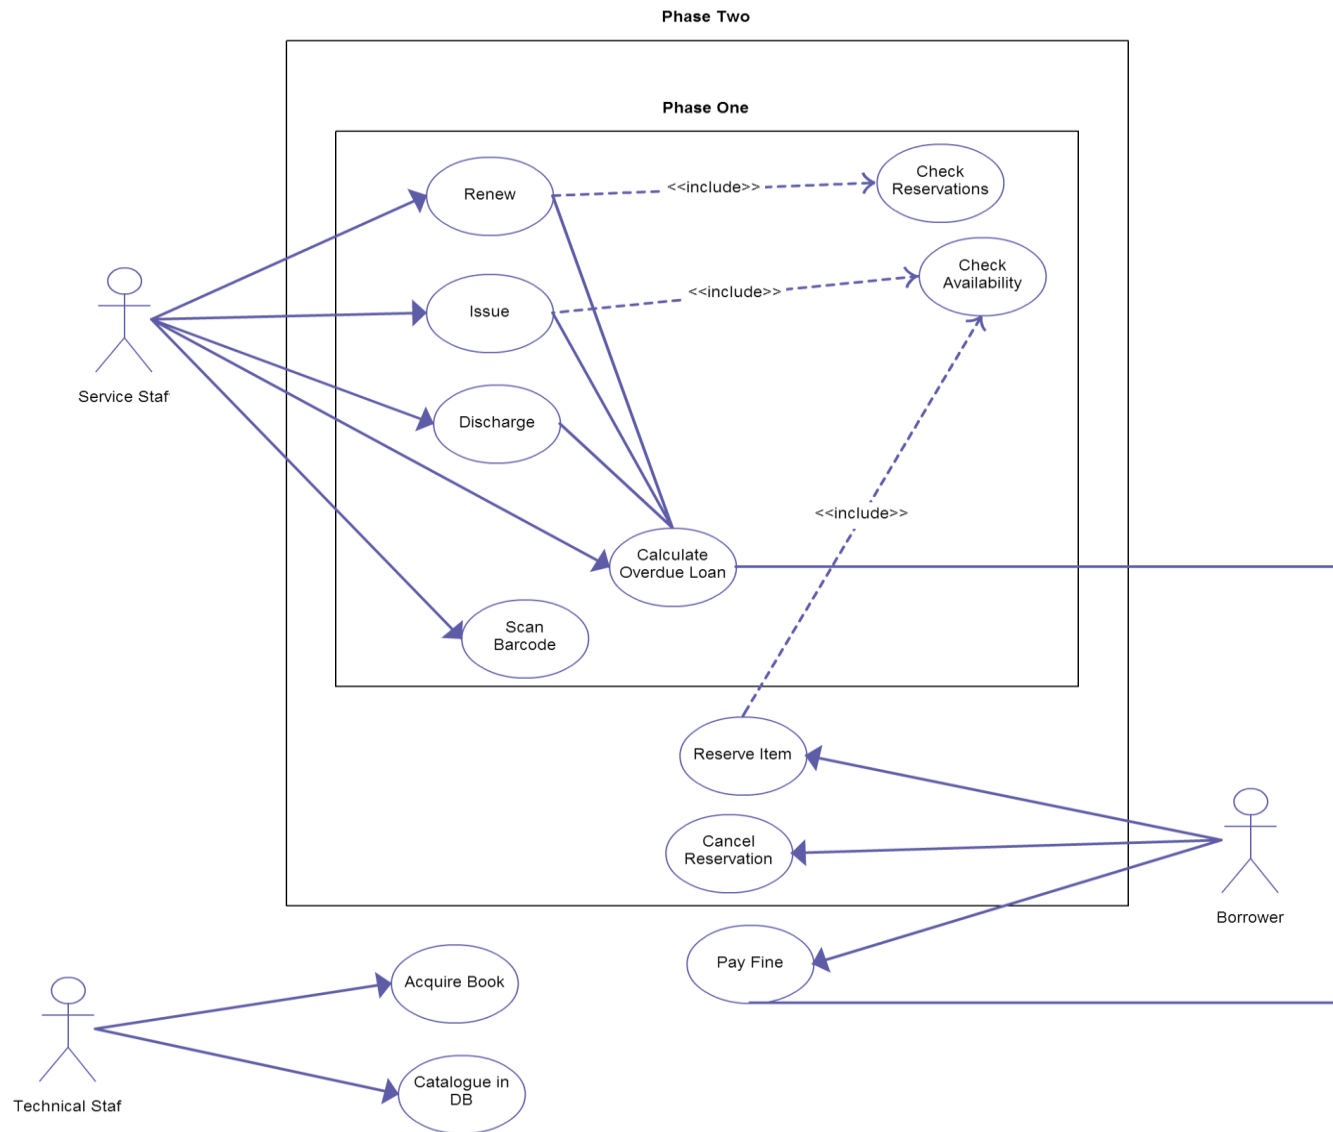 Phase Two
Phase One
Renew
<<include>>
Check
Reservations
Issue
<<include>>
Check
Availability
Service Staf
Discharge
<<include>>
Calculate
Overdue Loan
Scan
Barcode
Reserve Item
Cancel
Reservation
Borrower
Pay Fine
Acquire Book
Technical Staf
Catalogue in
DB